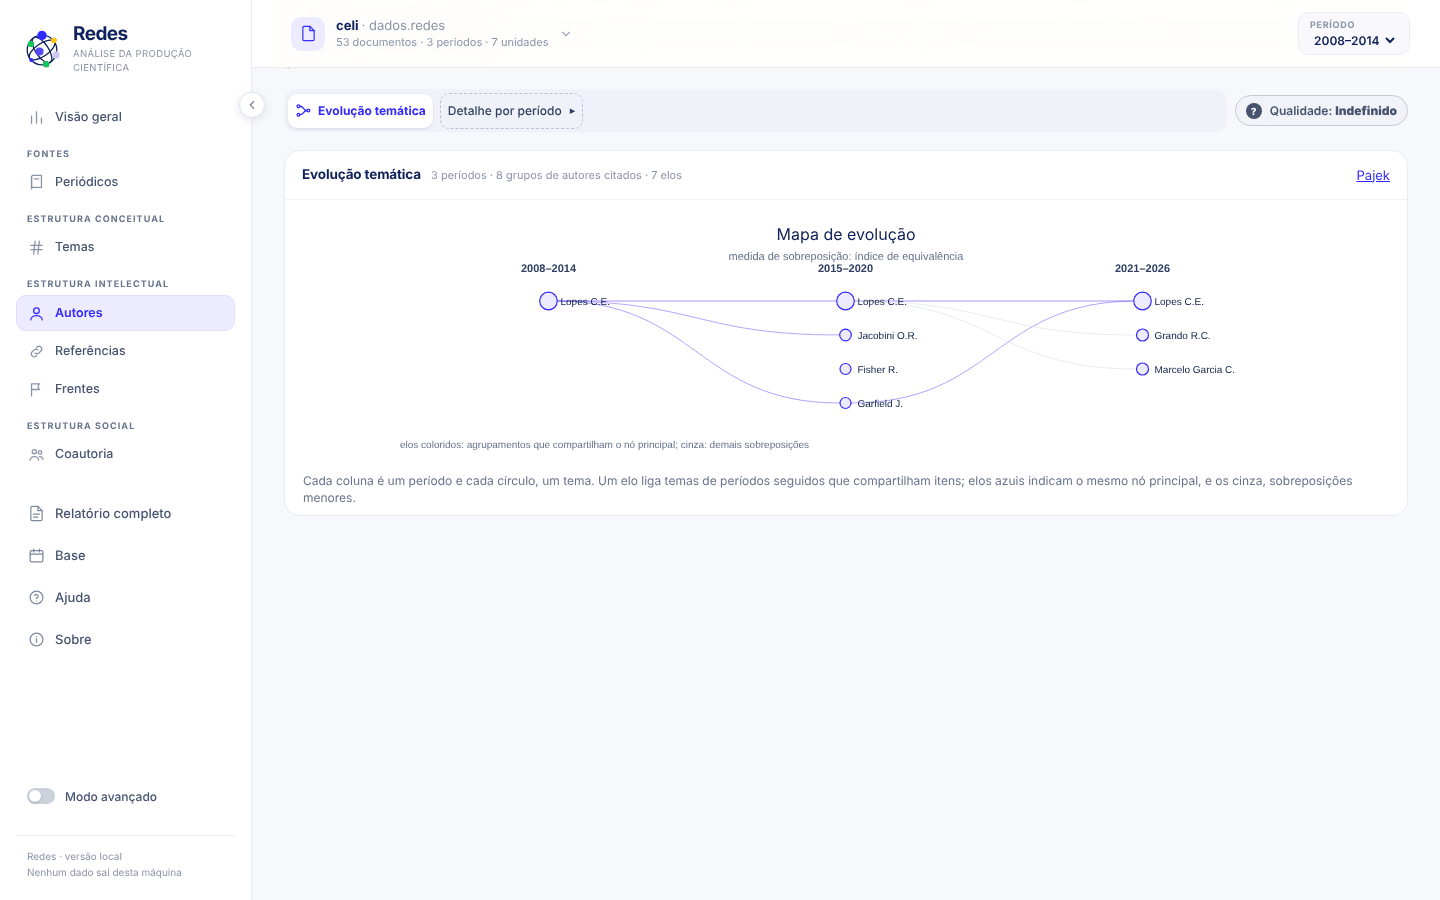 Redes
ANÁLISE DA PRODUÇÃO
CIENTÍFICA
celi · dados.redes
53 documentos · 3 períodos · 7 unidades
PERÍODO
2008–2014
Visão geral
FONTES
Periódicos
ESTRUTURA CONCEITUAL
Temas
ESTRUTURA INTELECTUAL
Autores
Referências
Frentes
ESTRUTURA SOCIAL
Coautoria
Relatório completo
Base
Ajuda
Sobre
Modo avançado
Redes · versão local
Nenhum dado sai desta máquina
Evolução temática
Detalhe por período
? Qualidade: Indefinido
Evolução temática 3 períodos · 8 grupos de autores citados · 7 elos
Pajek
Mapa de evolução
medida de sobreposição: índice de equivalência
2008–2014 2015–2020 2021–2026
Lopes C.E. Lopes C.E. Lopes C.E.
Jacobini O.R. Grando R.C.
Fisher R. Marcelo Garcia C.
Garfield J.
elos coloridos: agrupamentos que compartilham o nó principal; cinza: demais sobreposições
Cada coluna é um período e cada círculo, um tema. Um elo liga temas de períodos seguidos que compartilham itens; elos azuis indicam o mesmo nó principal, e os cinza, sobreposições
menores.